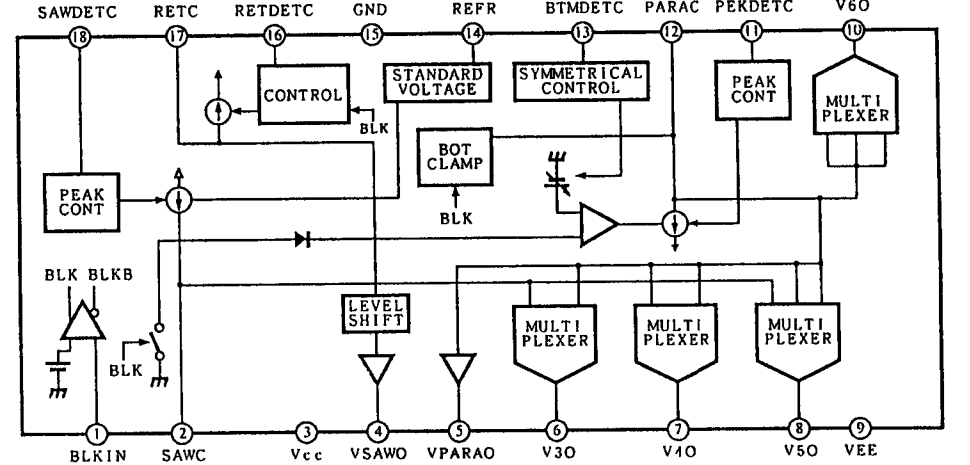 SAWDETC RETC RETDETC GND REFR BTMDETC PARAC PEKDETC V6O
18 17 16 15 14 13 12 11 10
CONTROL
BLK
STANDARD
VOLTAGE
SYMMETRICAL
CONTROL
PEAK
CONT
MULTI
PLEXER
BOT
CLAMP
BLK
PEAK
CONT
BLK BLKB
BLK
LEVEL
SHIFT
MULTI
PLEXER
MULTI
PLEXER
MULTI
PLEXER
1 2 3 4 5 6 7 8 9
BLKIN SAWC Vcc VSAWO VPARAO V3O V4O V5O VEE